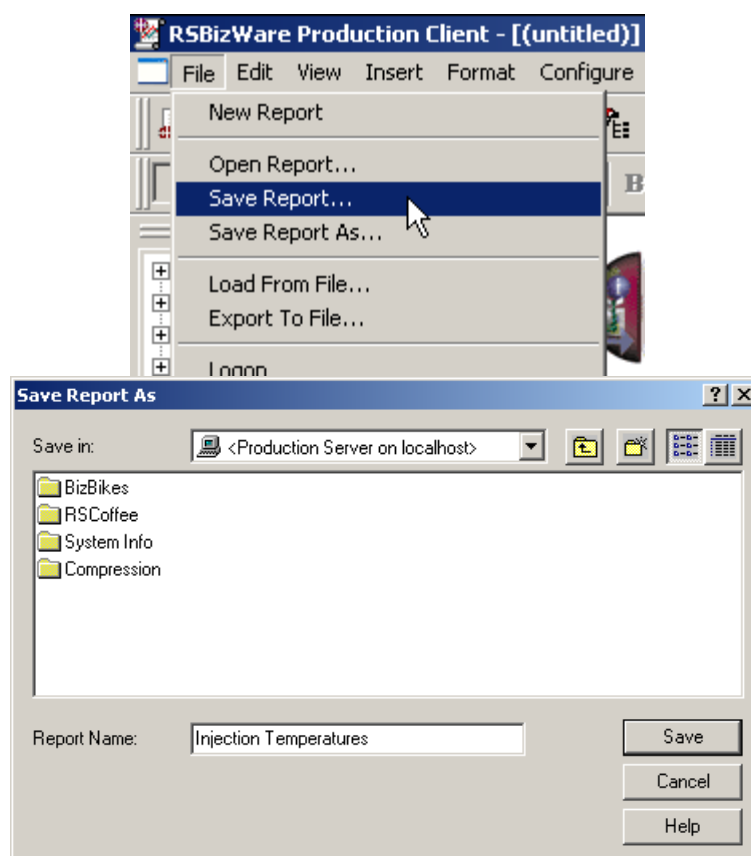 RSBizWare Production Client - [(untitled)]
File Edit View Insert Format Configure
New Report
Open Report...
Save Report...
Save Report As...
Load From File...
Export To File...
Logon
B
Save Report As
Save in: <Production Server on localhost>
BizBikes
RSCoffee
System Info
Compression
Report Name: Injection Temperatures
Save
Cancel
Help